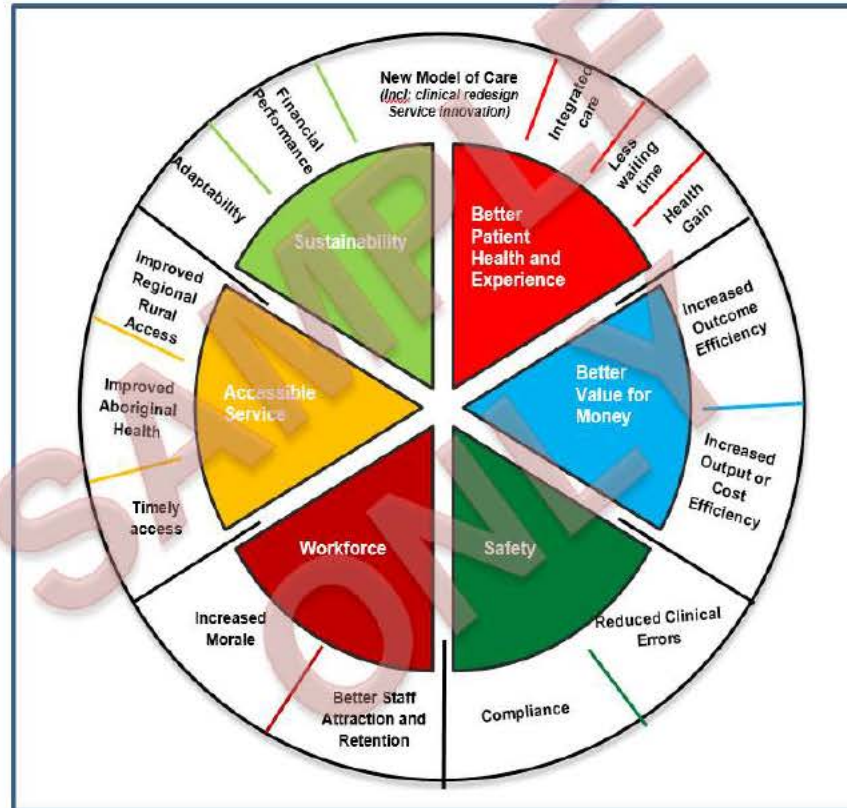 New Model of Care
(Incl: clinical redesign
Service innovation)
Integrated
care
Less
waiting
time
Health
Gain
Better
Patient
Health and
Experience
Increased
Outcome
Efficiency
Better
Value for
Money
Increased
Output or
Cost
Efficiency
Safety
Reduced Clinical
Errors
Compliance
Workforce
Better Staff
Attraction and
Retention
Increased
Morale
Accessible
Service
Timely
access
Improved
Aboriginal
Health
Improved
Regional
Rural
Access
Sustainability
Adaptability
Financial
Performance
SAMPLE
ONLY